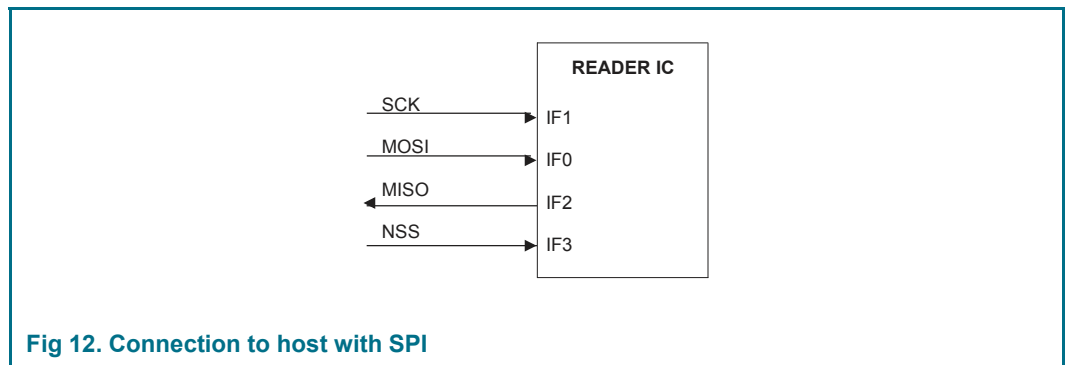 READER IC
SCK
IF1
MOSI
IF0
MISO
IF2
NSS
IF3
Fig 12. Connection to host with SPI